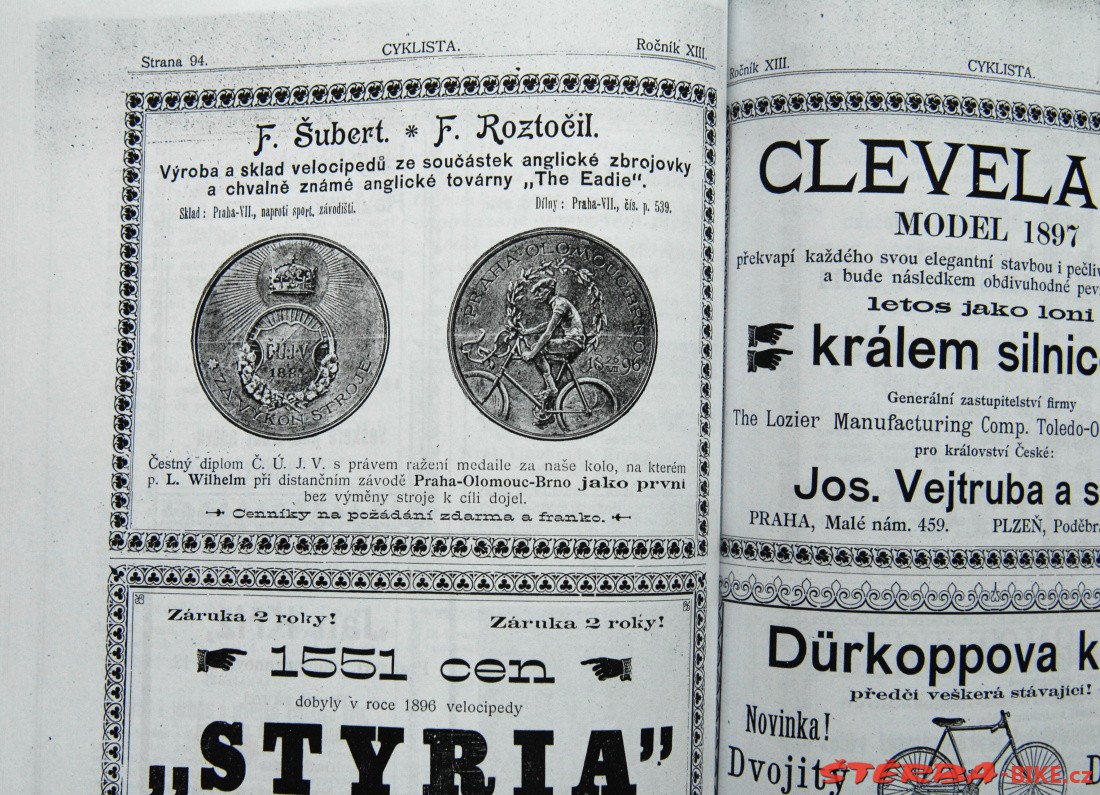 Strana 94.
CYKLISTA.
Ročník XIII.
F. Šubert. * F. Roztočil.
Výroba a sklad velocipedů ze součástek anglické zbrojovky
a chvalně známé anglické továrny „The Eadie“.
Sklad: Praha-VII., naproti sport. závodišti.
Dílny: Praha-VII., čís. p. 539.
Č.Ú.J.V.
ZA VÝKON STROJE
PRAHA-OLOMOUC-BRNO
18 96
Čestný diplom Č. Ú. J. V. s právem ražení medaile za naše kolo, na kterém
p. L. Wilhelm při distančním závodě Praha-Olomouc-Brno jako první
bez výměny stroje k cíli dojel.
Cenníky na požádání zdarma a franko.
Záruka 2 roky!
Záruka 2 roky!
1551 cen
dobyly v roce 1896 velocipedy
„STYRIA”
Ročník XIII.
CYKLISTA.
CLEVELA
MODEL 1897
překvapí každého svou elegantní stavbou i pečliv
a bude následkem obdivuhodné pev
letos jako loni
králem silnic
Generální zastupitelství firmy
The Lozier Manufacturing Comp. Toledo-O
pro království České:
Jos. Vejtruba a s
PRAHA, Malé nám. 459. PLZEŇ, Poděbra
Dürkoppova k
předčí veškerá stávající!
Novinka!
Dvojitý D
ŠTERBA-BIKE.cz